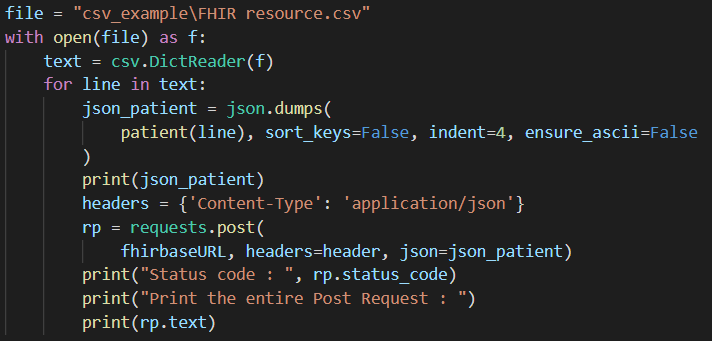 file = "csv_example\FHIR resource.csv"
with open(file) as f:
    text = csv.DictReader(f)
    for line in text:
        json_patient = json.dumps(
            patient(line), sort_keys=False, indent=4, ensure_ascii=False
        )
        print(json_patient)
        headers = {'Content-Type': 'application/json'}
        rp = requests.post(
            fhirbaseURL, headers=header, json=json_patient)
        print("Status code : ", rp.status_code)
        print("Print the entire Post Request : ")
        print(rp.text)